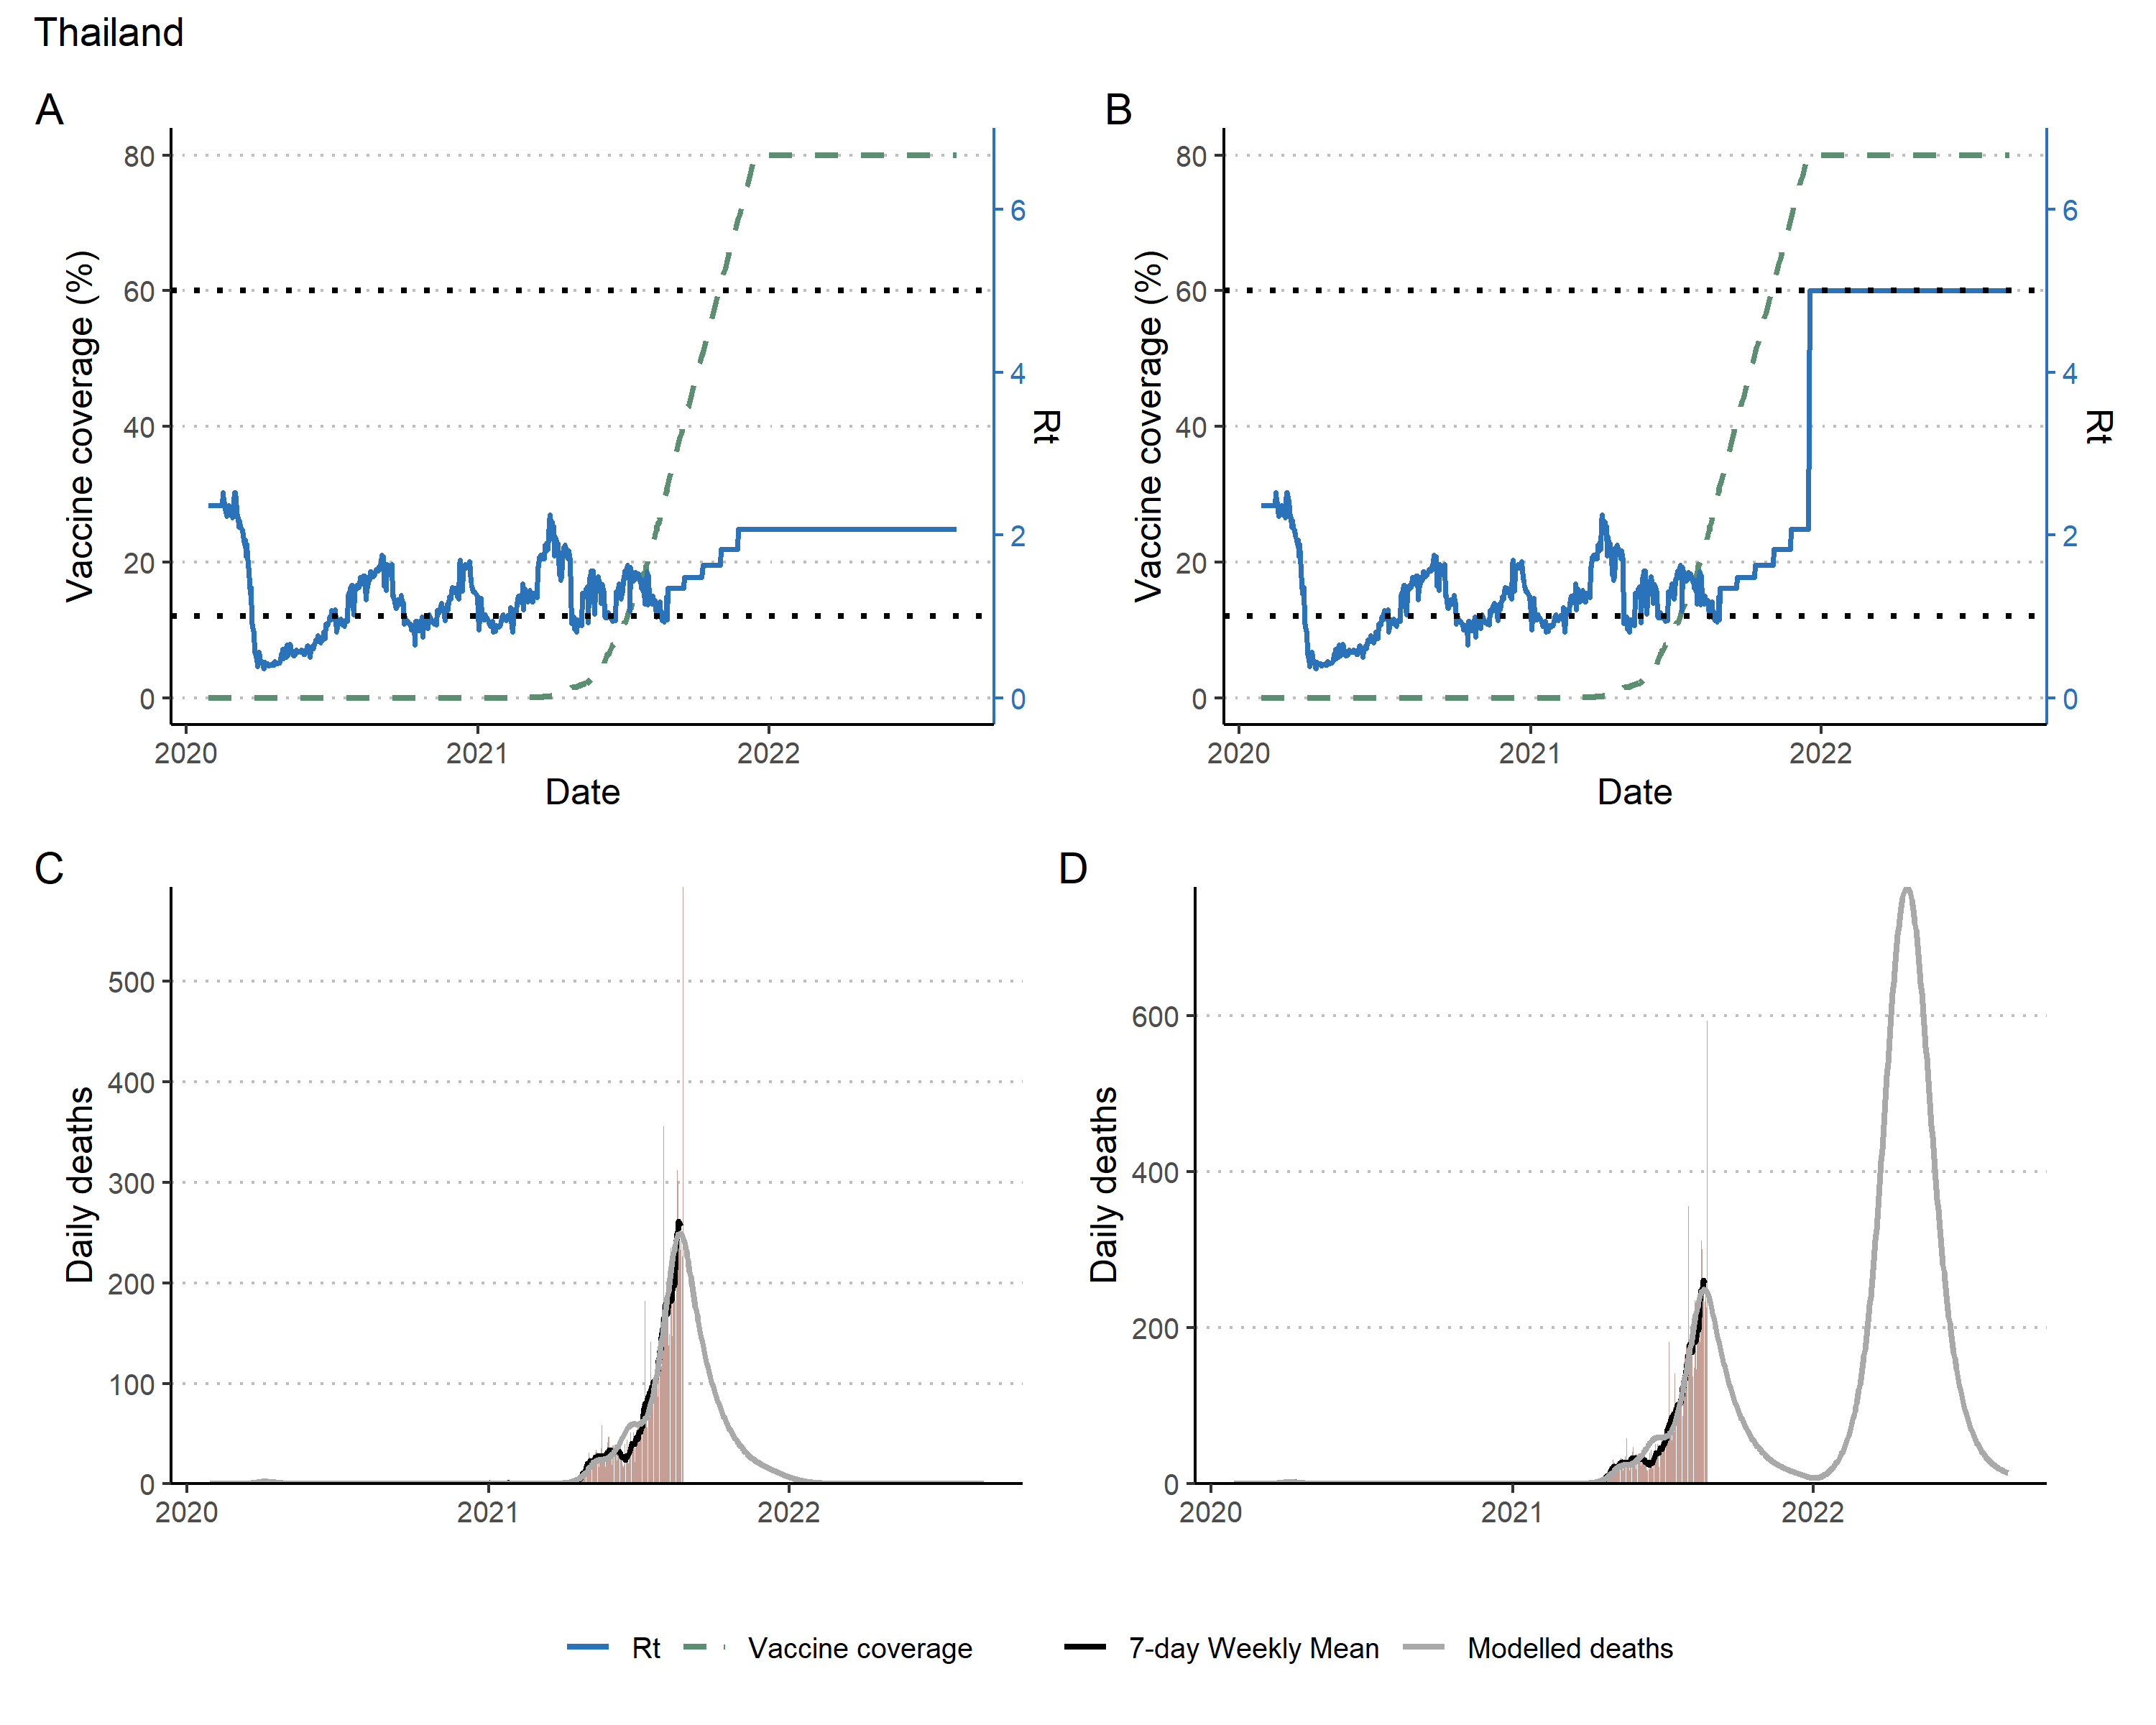 Thailand
A
B
Vaccine coverage (%)
80
60
40
20
0
6
4
2
0
Rt
2020
2021
2022
Date
Vaccine coverage (%)
80
60
40
20
0
6
4
2
0
Rt
2020
2021
2022
Date
C
D
Daily deaths
500
400
300
200
100
0
2020
2021
2022
Daily deaths
600
400
200
0
2020
2021
2022
Rt
Vaccine coverage
7-day Weekly Mean
Modelled deaths